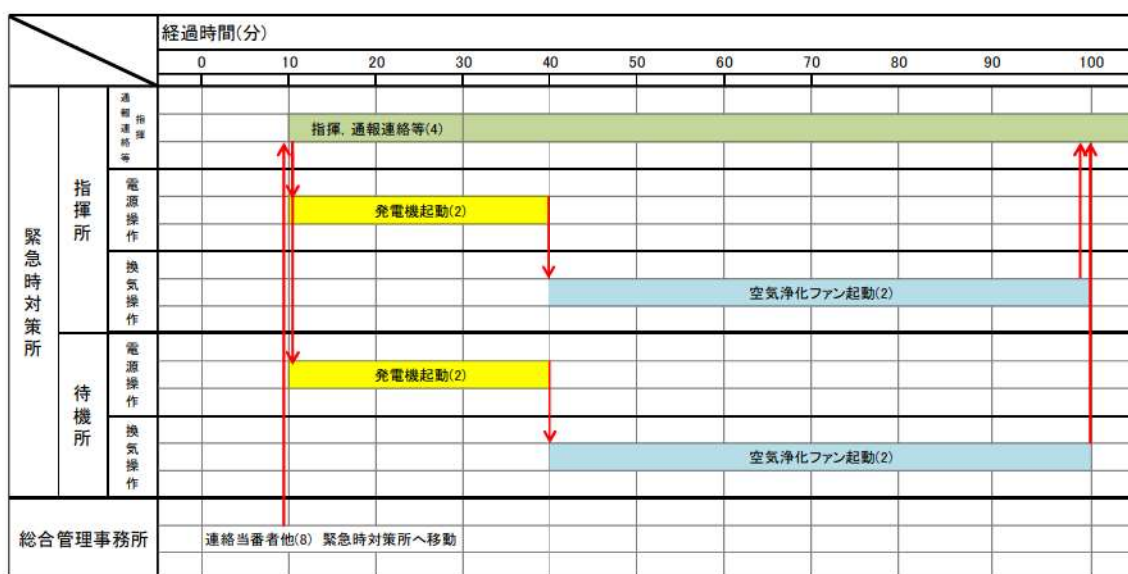 経過時間(分)
0 10 20 30 40 50 60 70 80 90 100
緊急時対策所
指揮所
指揮
通報連絡等
指揮, 通報連絡等(4)
電源操作
発電機起動(2)
換気操作
空気浄化ファン起動(2)
待機所
電源操作
発電機起動(2)
換気操作
空気浄化ファン起動(2)
総合管理事務所
連絡当番者他(8) 緊急時対策所へ移動